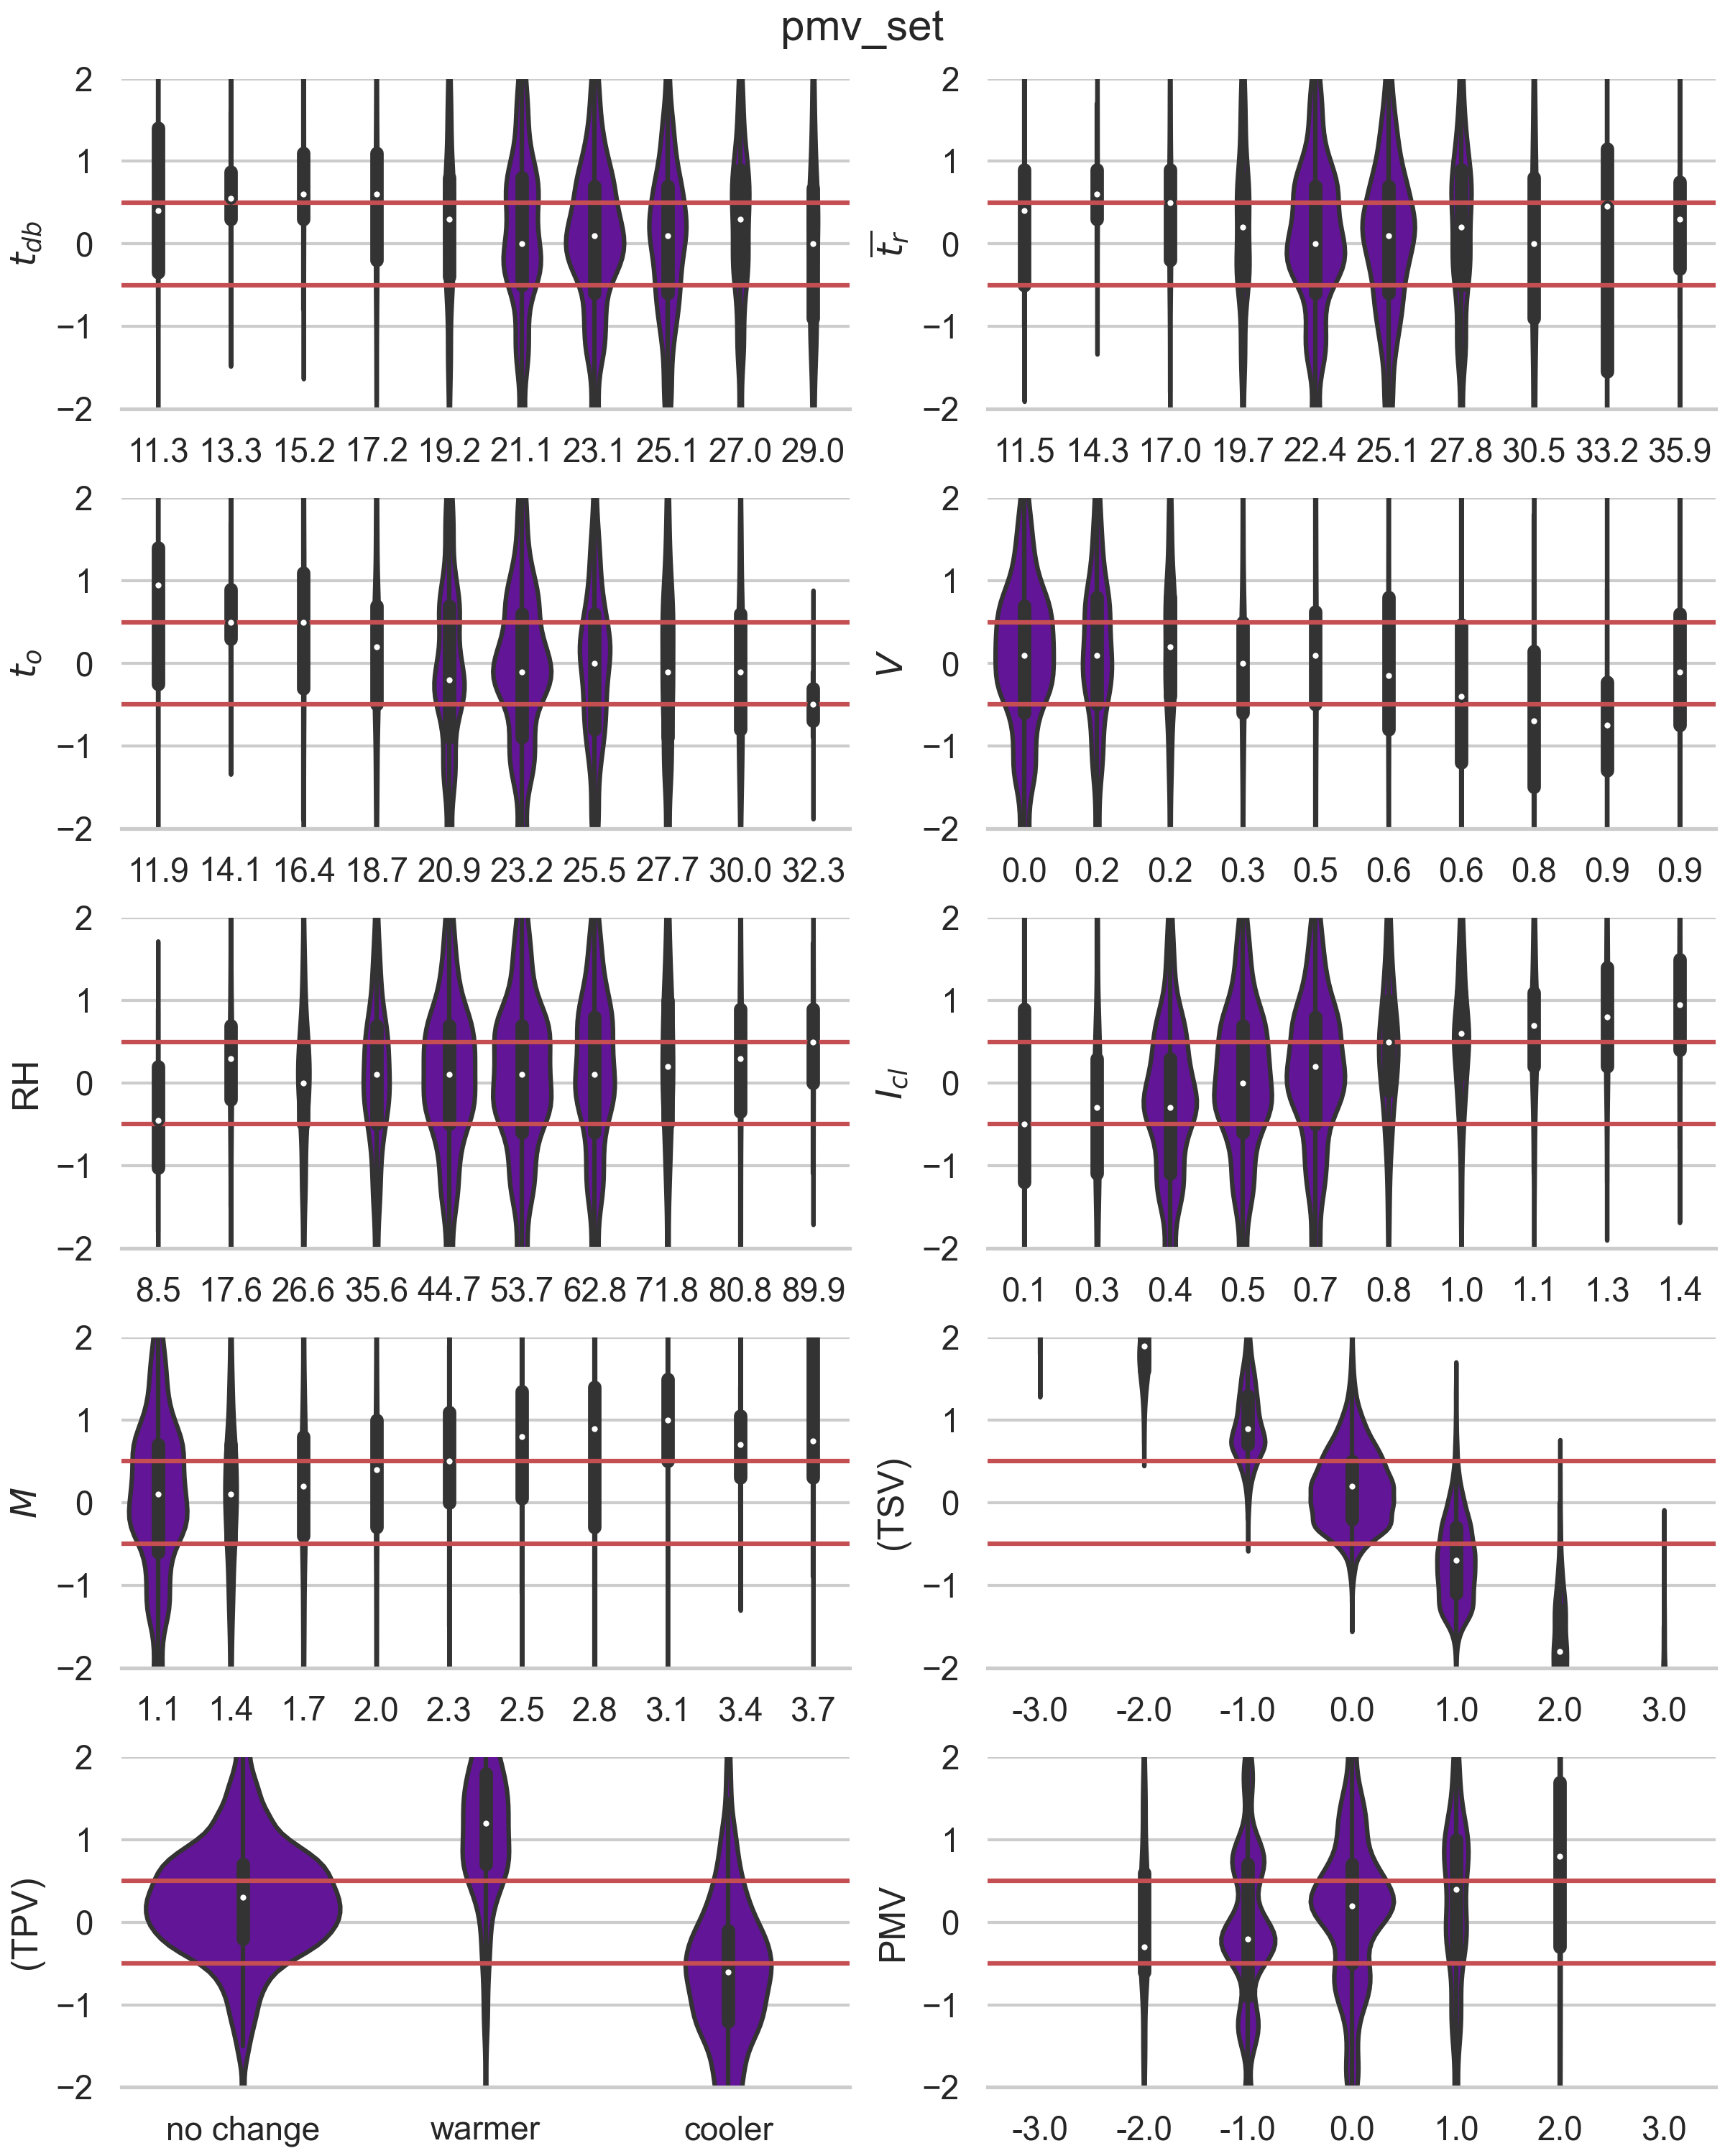 pmv_set
2
1
0
−1
−2
t_db
11.3 13.3 15.2 17.2 19.2 21.1 23.1 25.1 27.0 29.0
2
1
0
−1
−2
t̅_r
11.5 14.3 17.0 19.7 22.4 25.1 27.8 30.5 33.2 35.9
2
1
0
−1
−2
t_o
11.9 14.1 16.4 18.7 20.9 23.2 25.5 27.7 30.0 32.3
2
1
0
−1
−2
V
0.0 0.2 0.2 0.3 0.5 0.6 0.6 0.8 0.9 0.9
2
1
0
−1
−2
RH
8.5 17.6 26.6 35.6 44.7 53.7 62.8 71.8 80.8 89.9
2
1
0
−1
−2
I_cl
0.1 0.3 0.4 0.5 0.7 0.8 1.0 1.1 1.3 1.4
2
1
0
−1
−2
M
1.1 1.4 1.7 2.0 2.3 2.5 2.8 3.1 3.4 3.7
2
1
0
−1
−2
(TSV)
-3.0 -2.0 -1.0 0.0 1.0 2.0 3.0
2
1
0
−1
−2
(TPV)
no change warmer cooler
2
1
0
−1
−2
PMV
-3.0 -2.0 -1.0 0.0 1.0 2.0 3.0